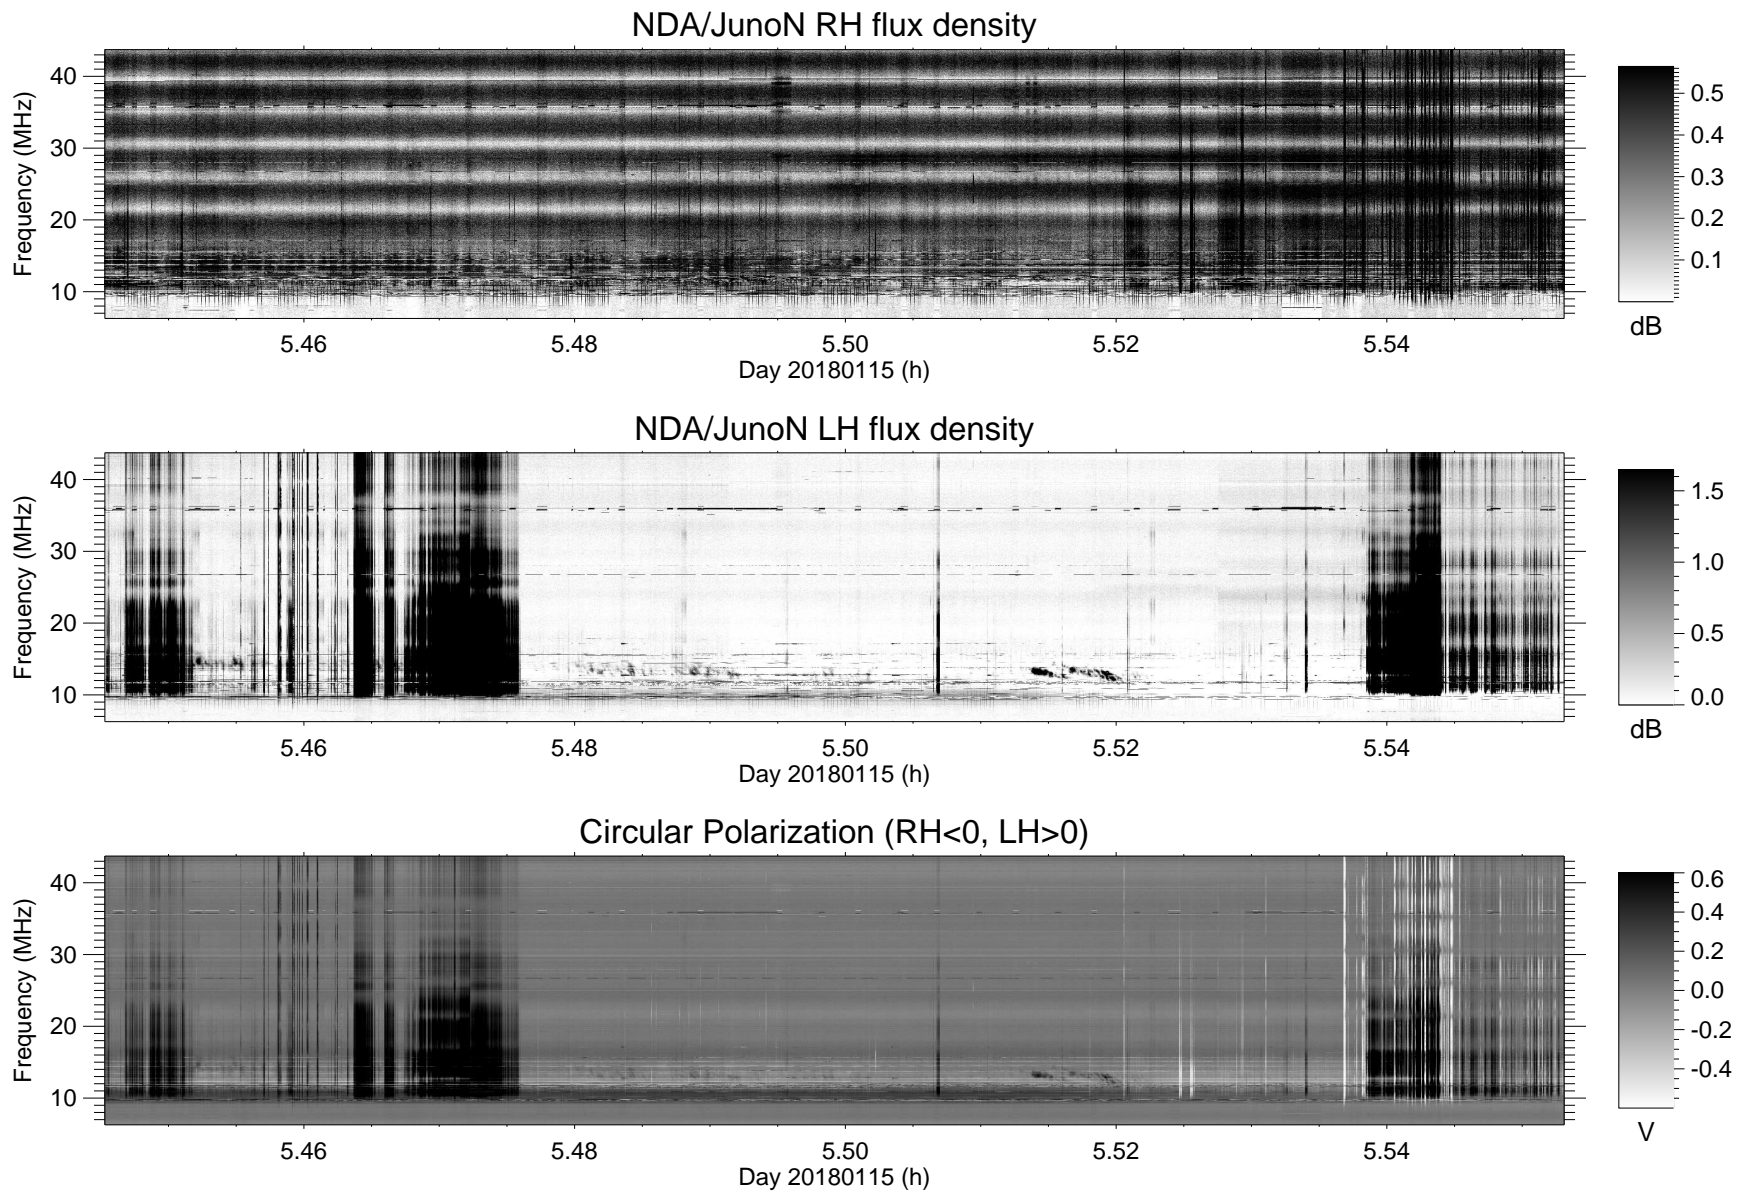 NDA/JunoN RH flux density
Frequency (MHz)
40
30
20
10
5.46 5.48 5.50 5.52 5.54
Day 20180115 (h)
0.5
0.4
0.3
0.2
0.1
dB
NDA/JunoN LH flux density
Frequency (MHz)
40
30
20
10
5.46 5.48 5.50 5.52 5.54
Day 20180115 (h)
1.5
1.0
0.5
0.0
dB
Circular Polarization (RH<0, LH>0)
Frequency (MHz)
40
30
20
10
5.46 5.48 5.50 5.52 5.54
Day 20180115 (h)
0.6
0.4
0.2
0.0
-0.2
-0.4
V